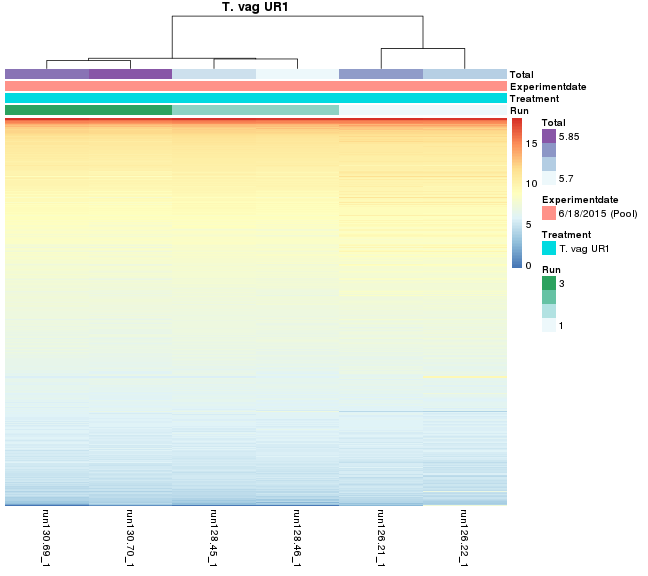 T. vag UR1
Total
Experimentdate
Treatment
Run
15
10
5
0
Total
5.85
5.7
Experimentdate
6/18/2015 (Pool)
Treatment
T. vag UR1
Run
3
1
run130.69_1
run130.70_1
run128.45_1
run128.46_1
run126.21_1
run126.22_1